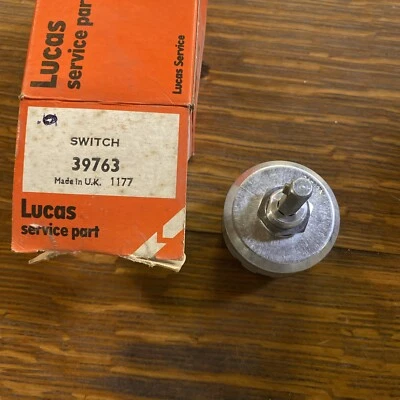 Lucas
service part
Lucas Service
SWITCH
39763
Made in U.K. 1177
Lucas
service part